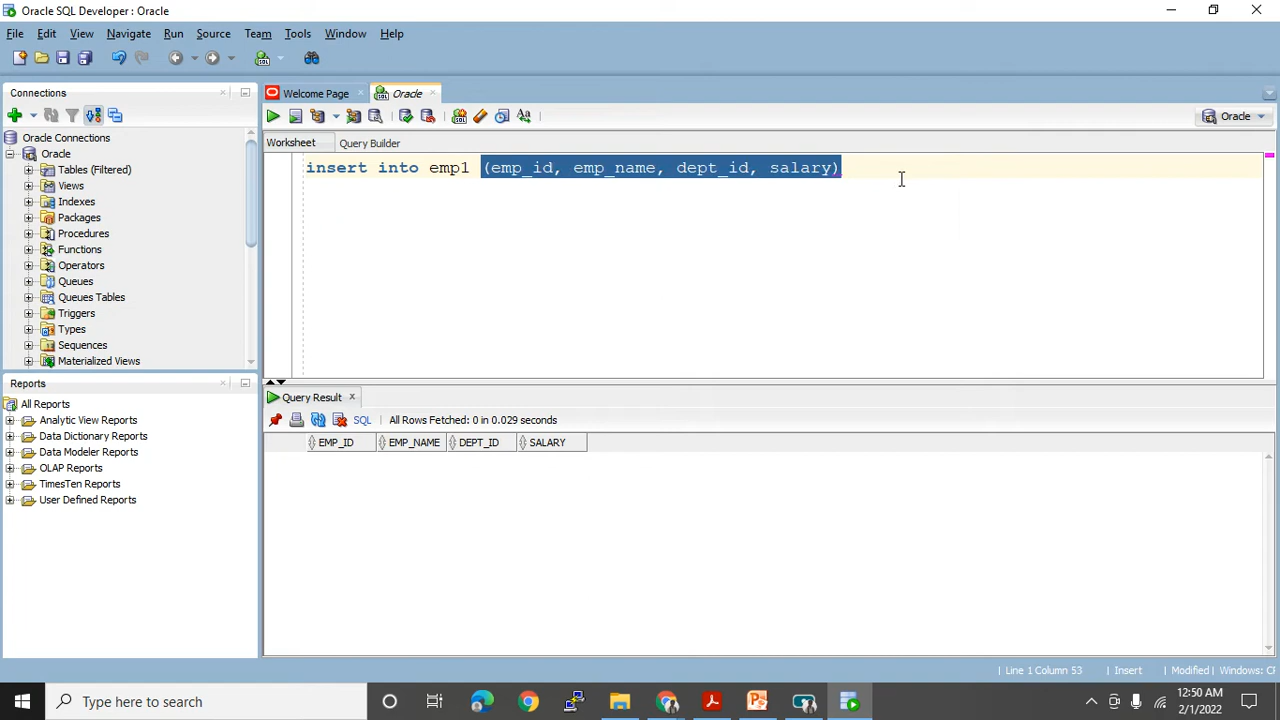 Oracle SQL Developer : Oracle
File Edit View Navigate Run Source Team Tools Window Help
Connections
Oracle Connections
Oracle
Tables (Filtered)
Views
Indexes
Packages
Procedures
Functions
Operators
Queues
Queues Tables
Triggers
Types
Sequences
Materialized Views
Reports
All Reports
Analytic View Reports
Data Dictionary Reports
Data Modeler Reports
OLAP Reports
TimesTen Reports
User Defined Reports
Welcome Page Oracle
Oracle
Worksheet Query Builder
insert into emp1 (emp_id, emp_name, dept_id, salary)
Query Result
SQL All Rows Fetched: 0 in 0.029 seconds
EMP_ID EMP_NAME DEPT_ID SALARY
Line 1 Column 53 Insert Modified Windows: CF
Type here to search
12:50 AM
2/1/2022